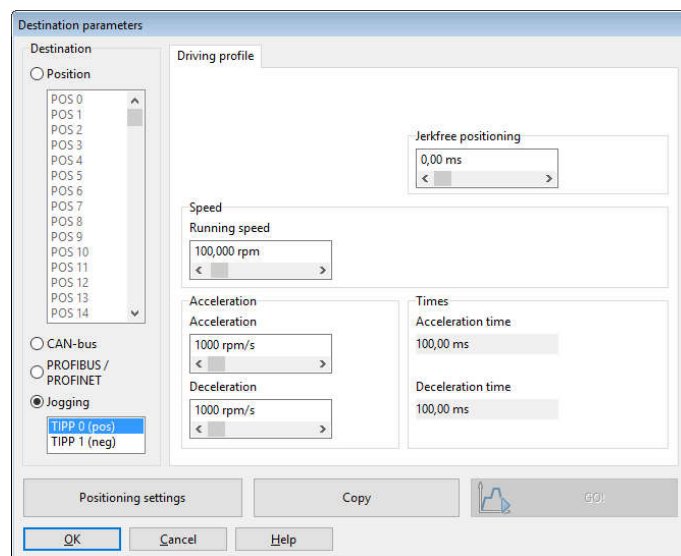 Destination parameters
Destination
Position
POS 0
POS 1
POS 2
POS 3
POS 4
POS 5
POS 6
POS 7
POS 8
POS 9
POS 10
POS 11
POS 12
POS 13
POS 14
CAN-bus
PROFIBUS /
PROFINET
Jogging
TIPP 0 (pos)
TIPP 1 (neg)
Driving profile
Jerkfree positioning
0,00 ms
Speed
Running speed
100,000 rpm
Acceleration
Acceleration
1000 rpm/s
Deceleration
1000 rpm/s
Times
Acceleration time
100,00 ms
Deceleration time
100,00 ms
Positioning settings
Copy
GO!
OK
Cancel
Help